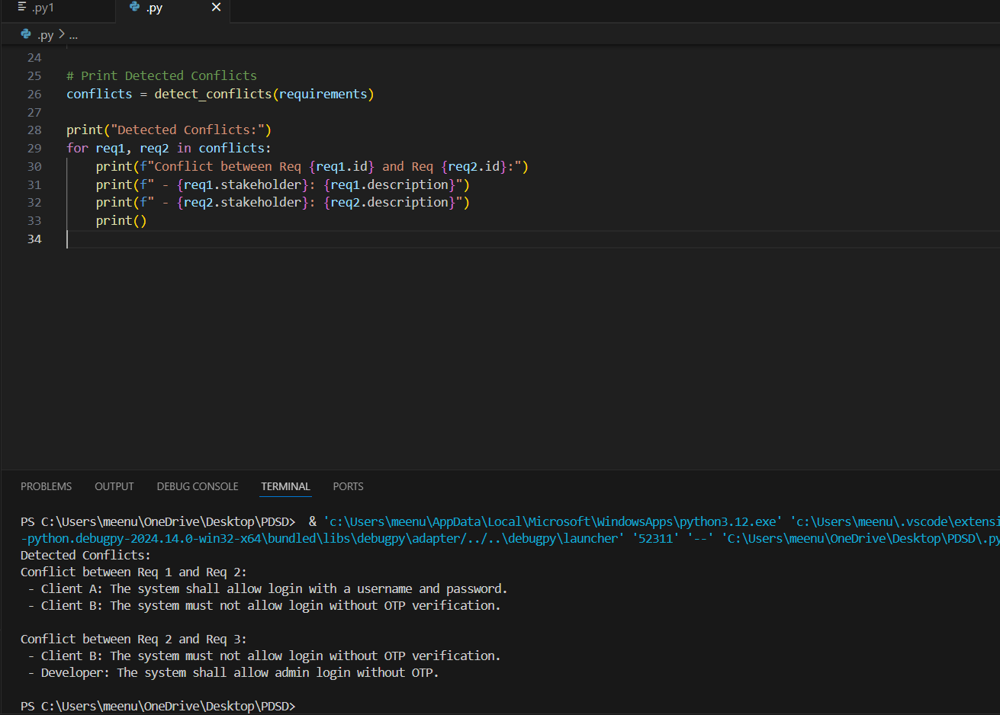 .py1
.py
.py > ...
24
25 # Print Detected Conflicts
26 conflicts = detect_conflicts(requirements)
27
28 print("Detected Conflicts:")
29 for req1, req2 in conflicts:
30     print(f"Conflict between Req {req1.id} and Req {req2.id}:")
31     print(f" - {req1.stakeholder}: {req1.description}")
32     print(f" - {req2.stakeholder}: {req2.description}")
33     print()
34
PROBLEMS OUTPUT DEBUG CONSOLE TERMINAL PORTS
PS C:\Users\meenu\OneDrive\Desktop\PDSD>  & 'c:\Users\meenu\AppData\Local\Microsoft\WindowsApps\python3.12.exe' 'c:\Users\meenu\.vscode\extensi
-python.debugpy-2024.14.0-win32-x64\bundled\libs\debugpy\adapter/../..\debugpy\launcher' '52311' '--' 'C:\Users\meenu\OneDrive\Desktop\PDSD\.py
Detected Conflicts:
Conflict between Req 1 and Req 2:
 - Client A: The system shall allow login with a username and password.
 - Client B: The system must not allow login without OTP verification.
Conflict between Req 2 and Req 3:
 - Client B: The system must not allow login without OTP verification.
 - Developer: The system shall allow admin login without OTP.
PS C:\Users\meenu\OneDrive\Desktop\PDSD>